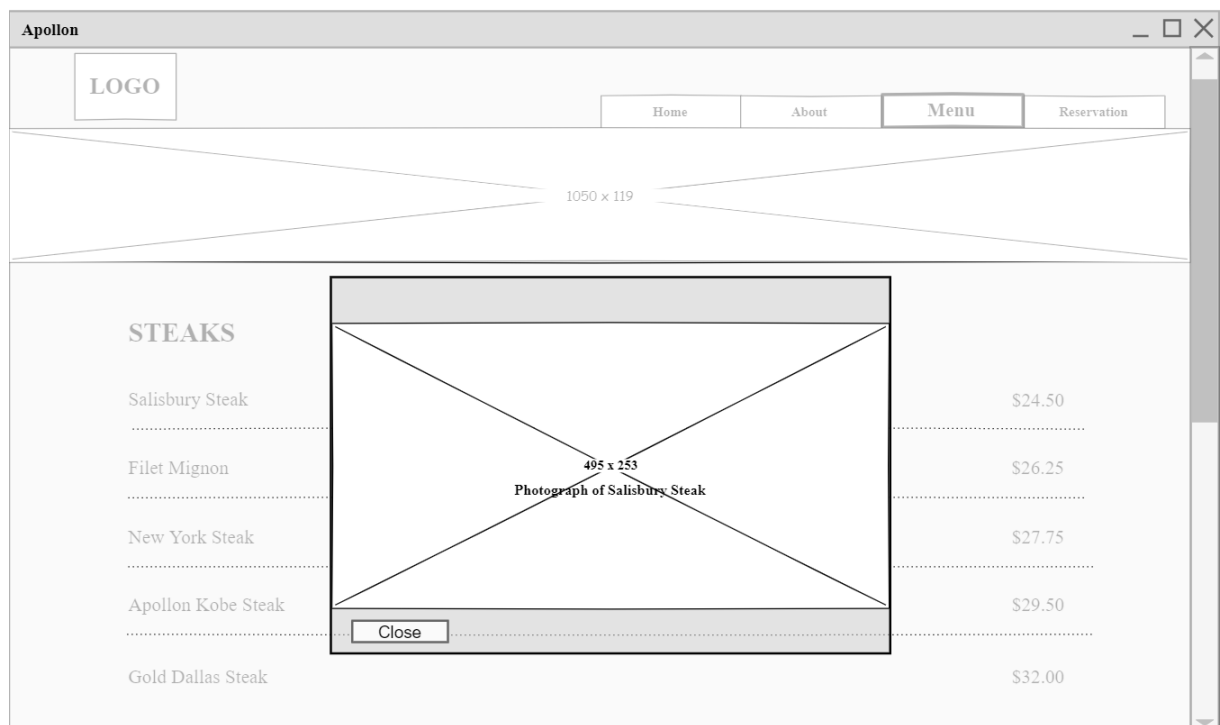 Apollon
LOGO
Home
About
Menu
Reservation
1050 x 119
STEAKS
Salisbury Steak
$24.50
Filet Mignon
$26.25
New York Steak
$27.75
Apollon Kobe Steak
$29.50
Gold Dallas Steak
$32.00
495 x 253
Photograph of Salisbury Steak
Close